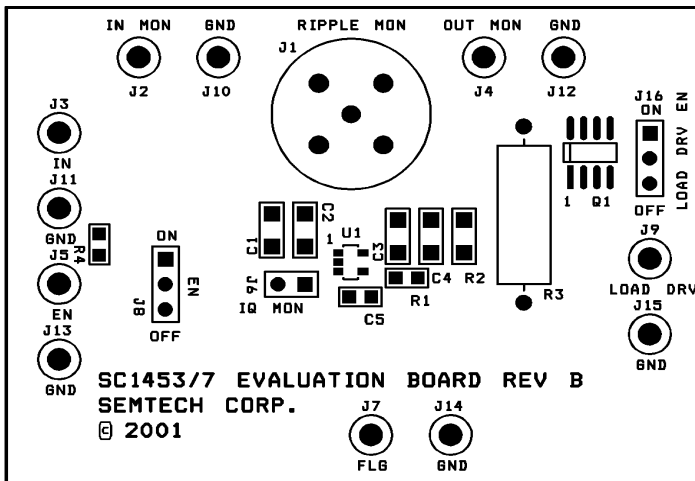 IN MON GND RIPPLE MON OUT MON GND
J1
J2 J10 J4 J12
J16
ON
LOAD DRV EN
OFF
1 Q1
J3
IN
J11
GND
R4
J5
EN
J13
GND
ON
EN
J8
OFF
C1
C2
U1
1
C3
C4
R2
J6
IQ MON
C5
R1
R3
J9
LOAD DRV
J15
GND
SC1453/7 EVALUATION BOARD REV B
SEMTECH CORP.
© 2001
J7 J14
FLG GND